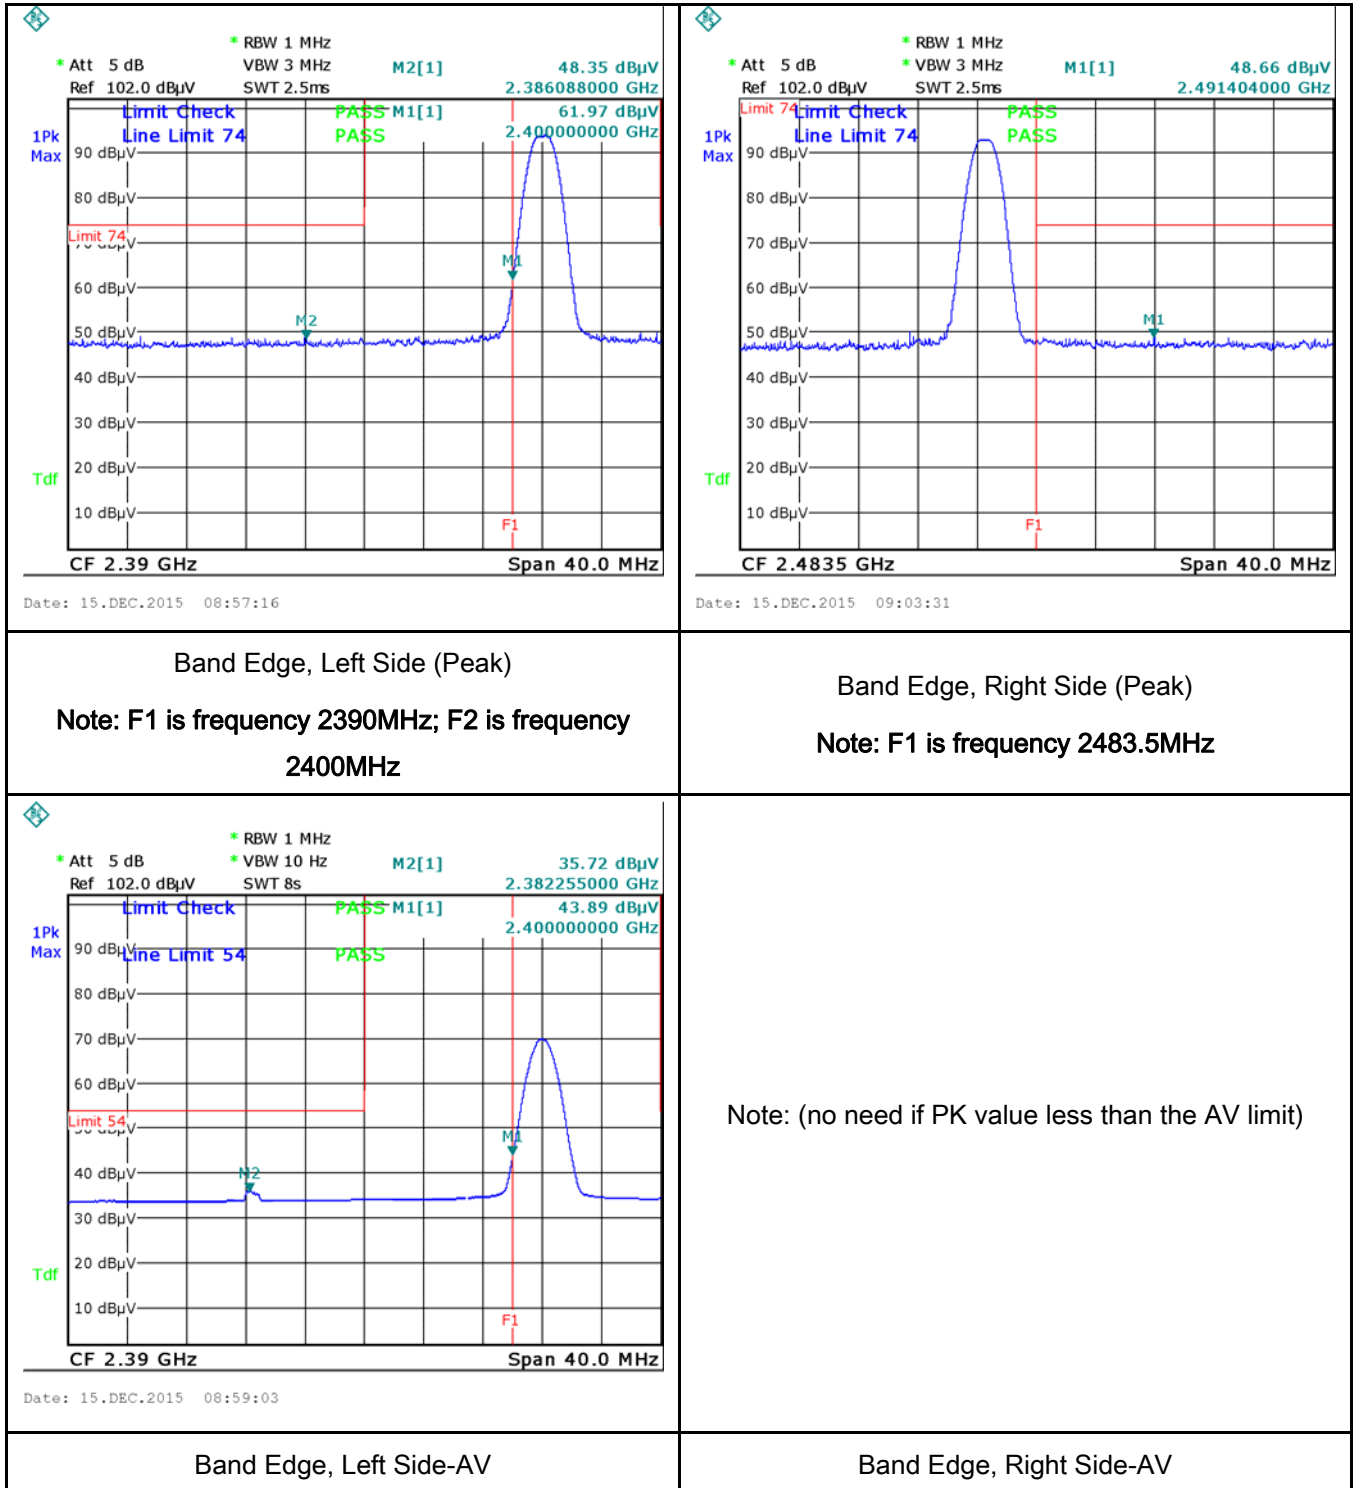 * RBW 1 MHz
* Att 5 dB VBW 3 MHz M2[1] 48.35 dBµV
Ref 102.0 dBµV SWT 2.5ms 2.386088000 GHz
Limit Check PASS M1[1] 61.97 dBµV
1Pk Line Limit 74 PASS 2.400000000 GHz
Max
90 dBµV
80 dBµV
Limit 74
70 dBµV
M1
60 dBµV
M2
50 dBµV
40 dBµV
30 dBµV
20 dBµV
Tdf
10 dBµV
F1
CF 2.39 GHz Span 40.0 MHz
Date: 15.DEC.2015 08:57:16
* RBW 1 MHz
* Att 5 dB * VBW 3 MHz M1[1] 48.66 dBµV
Ref 102.0 dBµV SWT 2.5ms 2.491404000 GHz
Limit 74 Limit Check PASS
1Pk Line Limit 74 PASS
Max
90 dBµV
80 dBµV
70 dBµV
60 dBµV
M1
50 dBµV
40 dBµV
30 dBµV
20 dBµV
Tdf
10 dBµV
F1
CF 2.4835 GHz Span 40.0 MHz
Date: 15.DEC.2015 09:03:31
Band Edge, Left Side (Peak)
Note: F1 is frequency 2390MHz; F2 is frequency
2400MHz
Band Edge, Right Side (Peak)
Note: F1 is frequency 2483.5MHz
* RBW 1 MHz
* Att 5 dB * VBW 10 Hz M2[1] 35.72 dBµV
Ref 102.0 dBµV SWT 8s 2.382255000 GHz
Limit Check PASS M1[1] 43.89 dBµV
1Pk 2.400000000 GHz
Max
90 dBµV Line Limit 54 PASS
80 dBµV
70 dBµV
60 dBµV
Limit 54
50 dBµV
M1
40 dBµV
M2
30 dBµV
20 dBµV
Tdf
10 dBµV
F1
CF 2.39 GHz Span 40.0 MHz
Date: 15.DEC.2015 08:59:03
Note: (no need if PK value less than the AV limit)
Band Edge, Left Side-AV
Band Edge, Right Side-AV